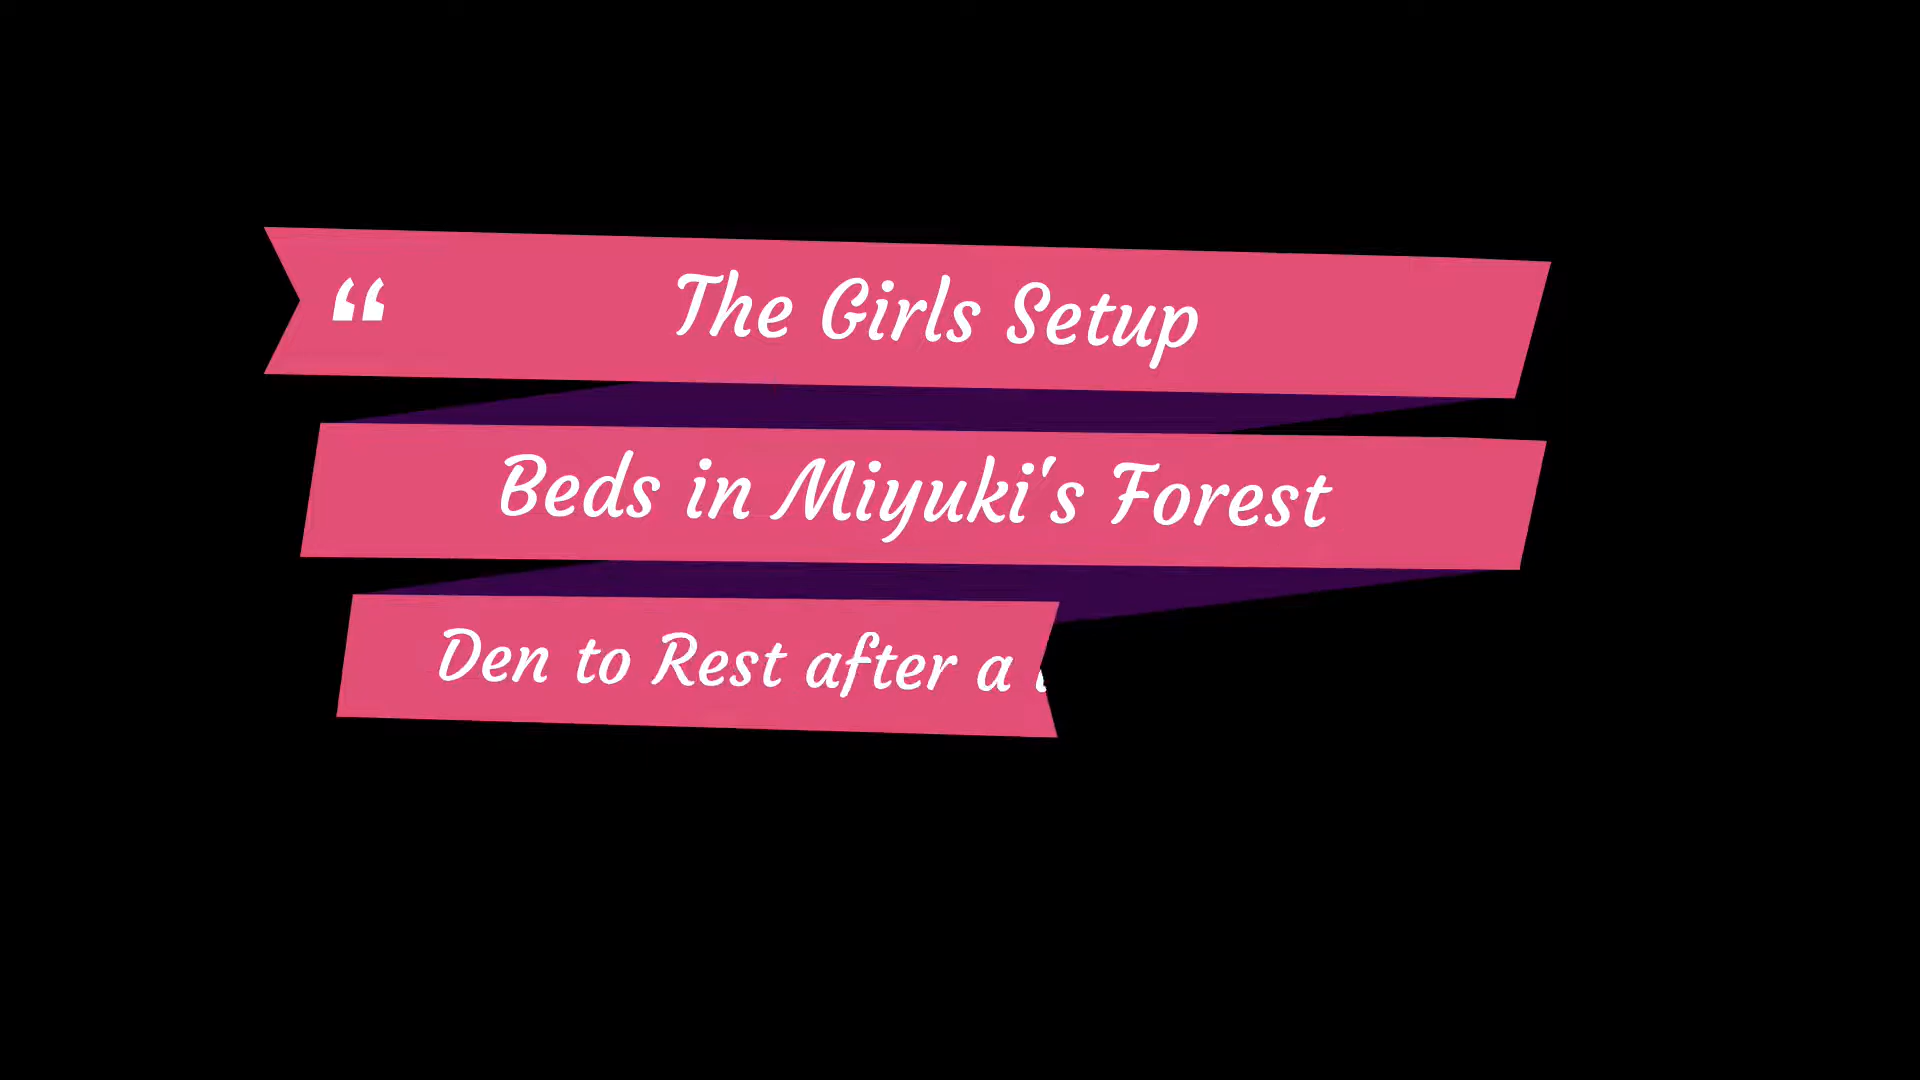 “ The Girls Setup
Beds in Miyuki's Forest
Den to Rest after a